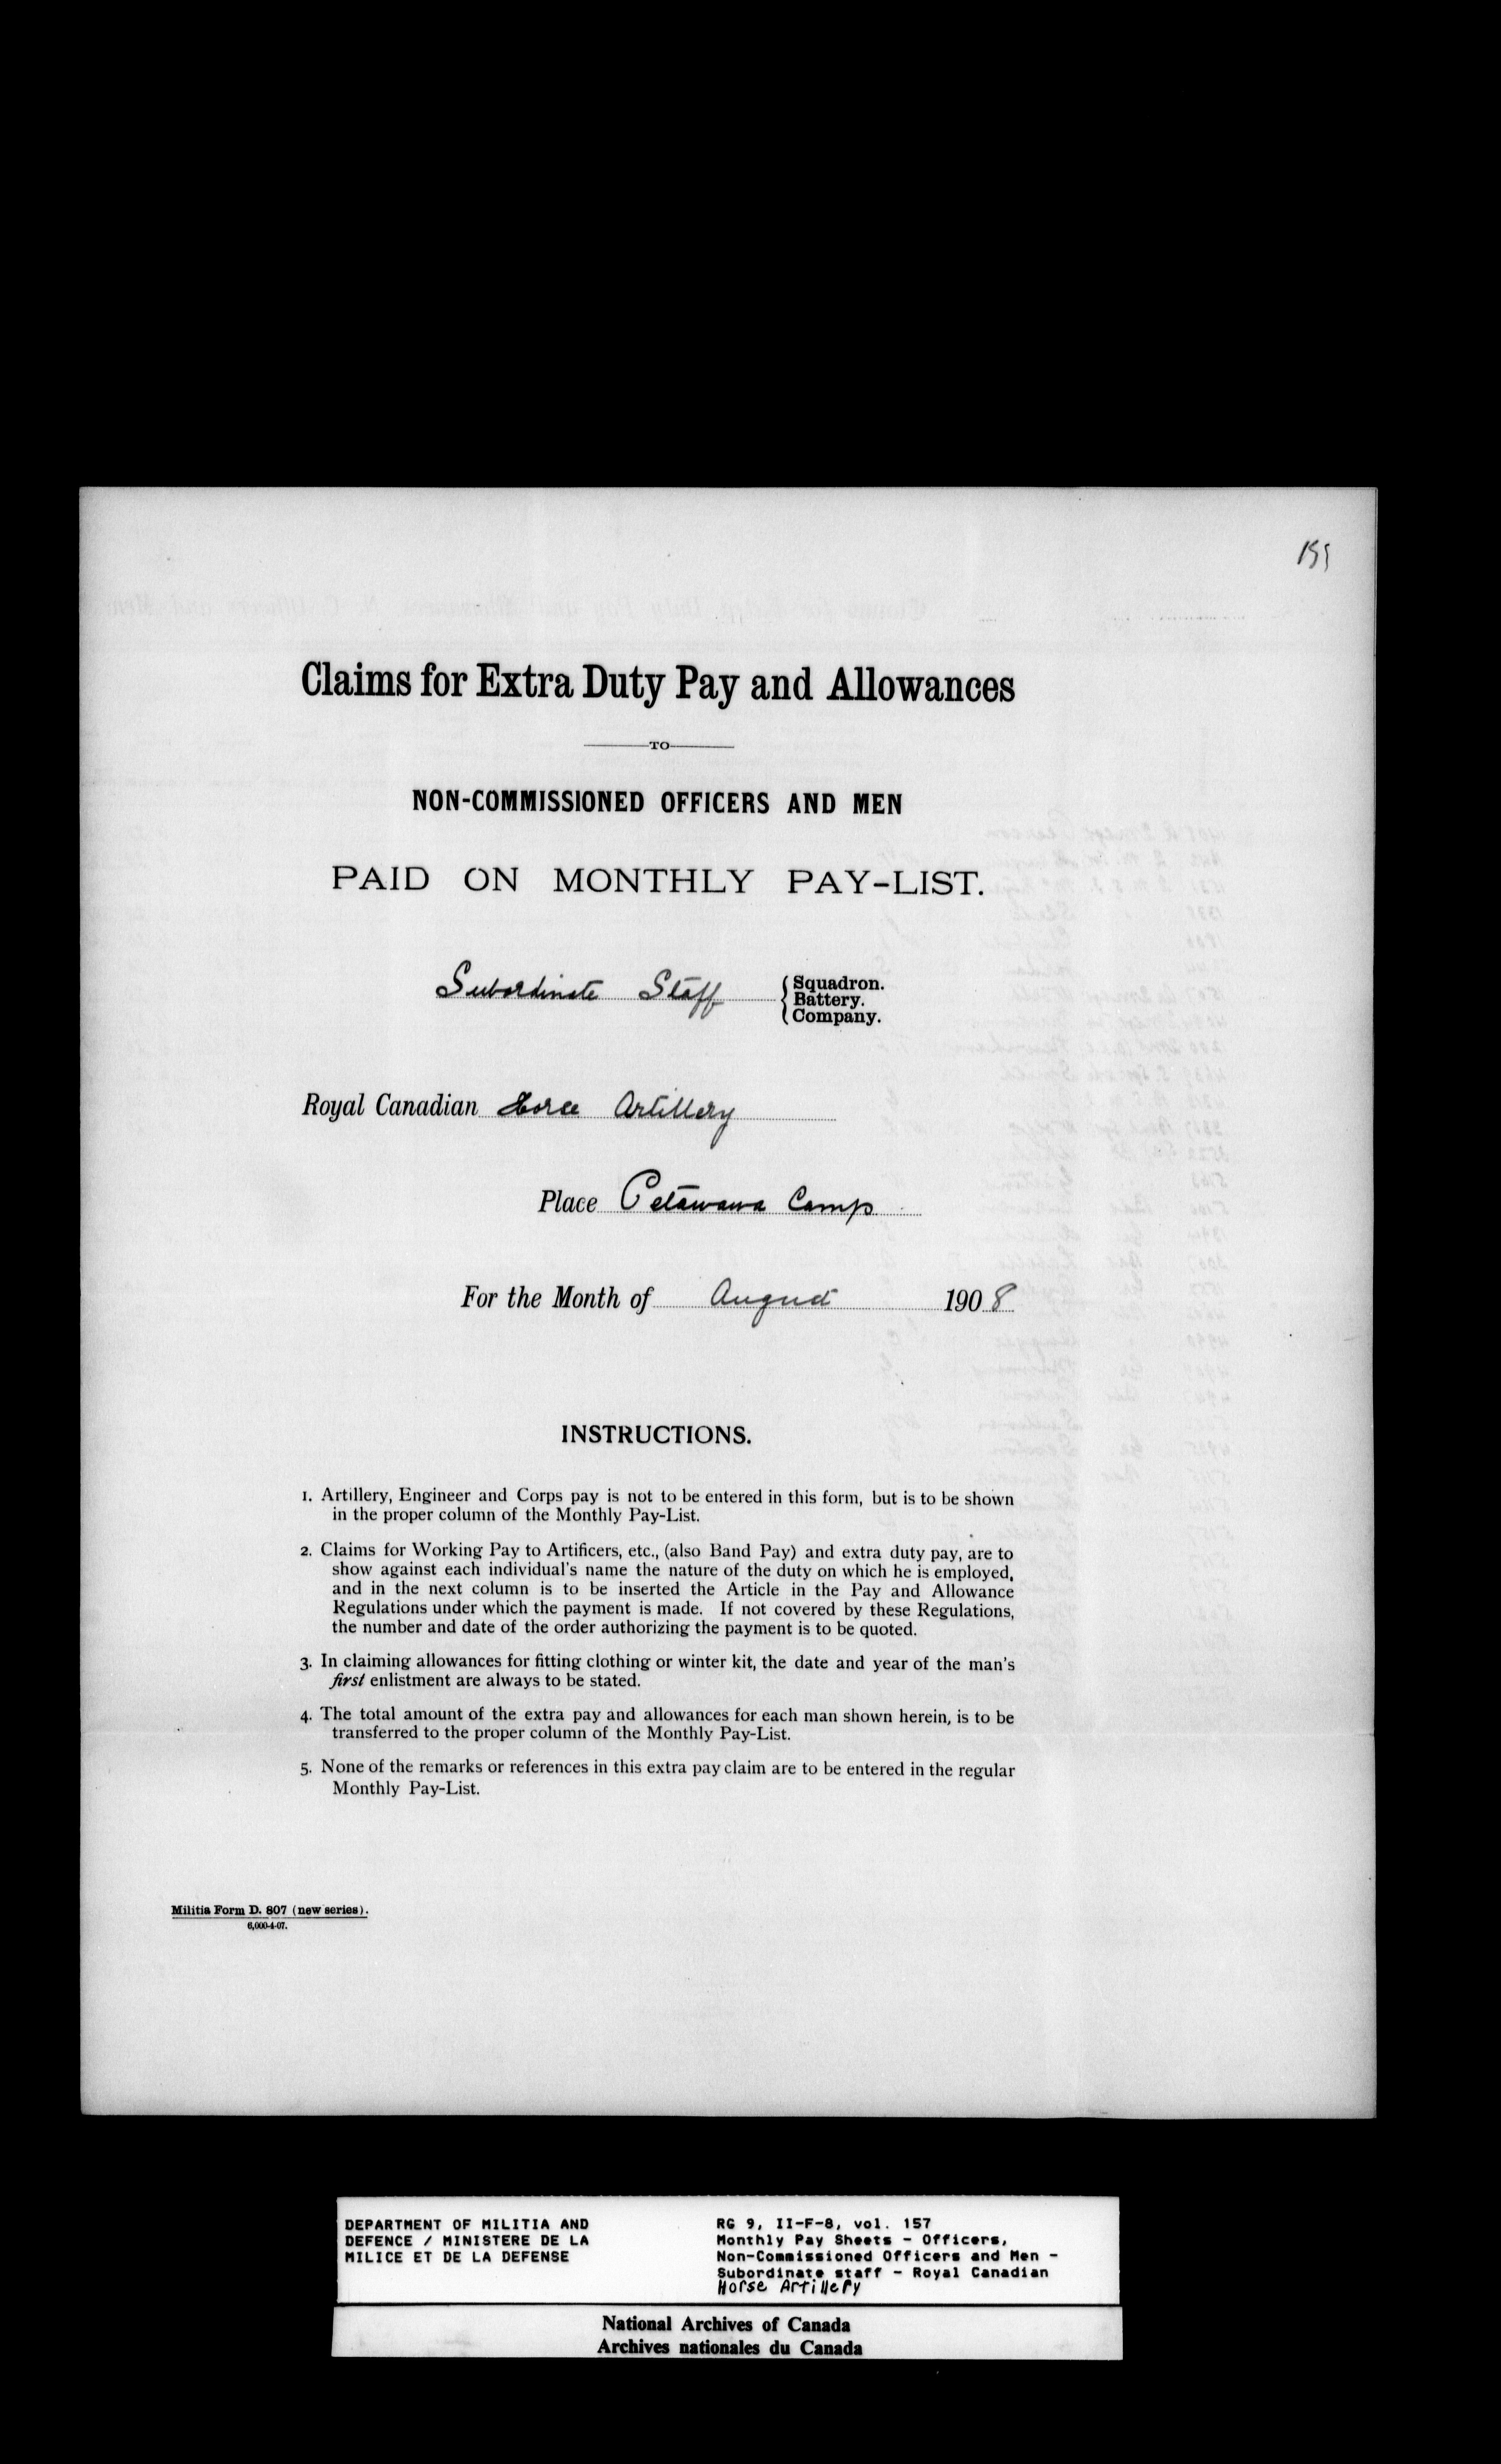 Claims for Extra Duty Pay and Allowances
TO
NON-COMMISSIONED OFFICERS AND MEN
PAID ON MONTHLY PAY-LIST.
Subordinate Staff { Squadron.
Battery.
Company.
Royal Canadian Horse Artillery
Place Petawawa Camp
For the Month of August 1908
INSTRUCTIONS.
1. Artillery, Engineer and Corps pay is not to be entered in this form, but is to be shown
in the proper column of the Monthly Pay-List.
2. Claims for Working Pay to Artificers, etc., (also Band Pay) and extra duty pay, are to
show against each individual's name the nature of the duty on which he is employed,
and in the next column is to be inserted the Article in the Pay and Allowance
Regulations under which the payment is made. If not covered by these Regulations,
the number and date of the order authorizing the payment is to be quoted.
3. In claiming allowances for fitting clothing or winter kit, the date and year of the man's
first enlistment are always to be stated.
4. The total amount of the extra pay and allowances for each man shown herein, is to be
transferred to the proper column of the Monthly Pay-List.
5. None of the remarks or references in this extra pay claim are to be entered in the regular
Monthly Pay-List.
Militia Form D. 807 (new series).
6,000-4-07.
DEPARTMENT OF MILITIA AND
DEFENCE / MINISTERE DE LA
MILICE ET DE LA DEFENSE
RG 9, II-F-8, vol. 157
Monthly Pay Sheets - Officers,
Non-Commissioned Officers and Men -
Subordinate staff - Royal Canadian
Horse Artillery
National Archives of Canada
Archives nationales du Canada